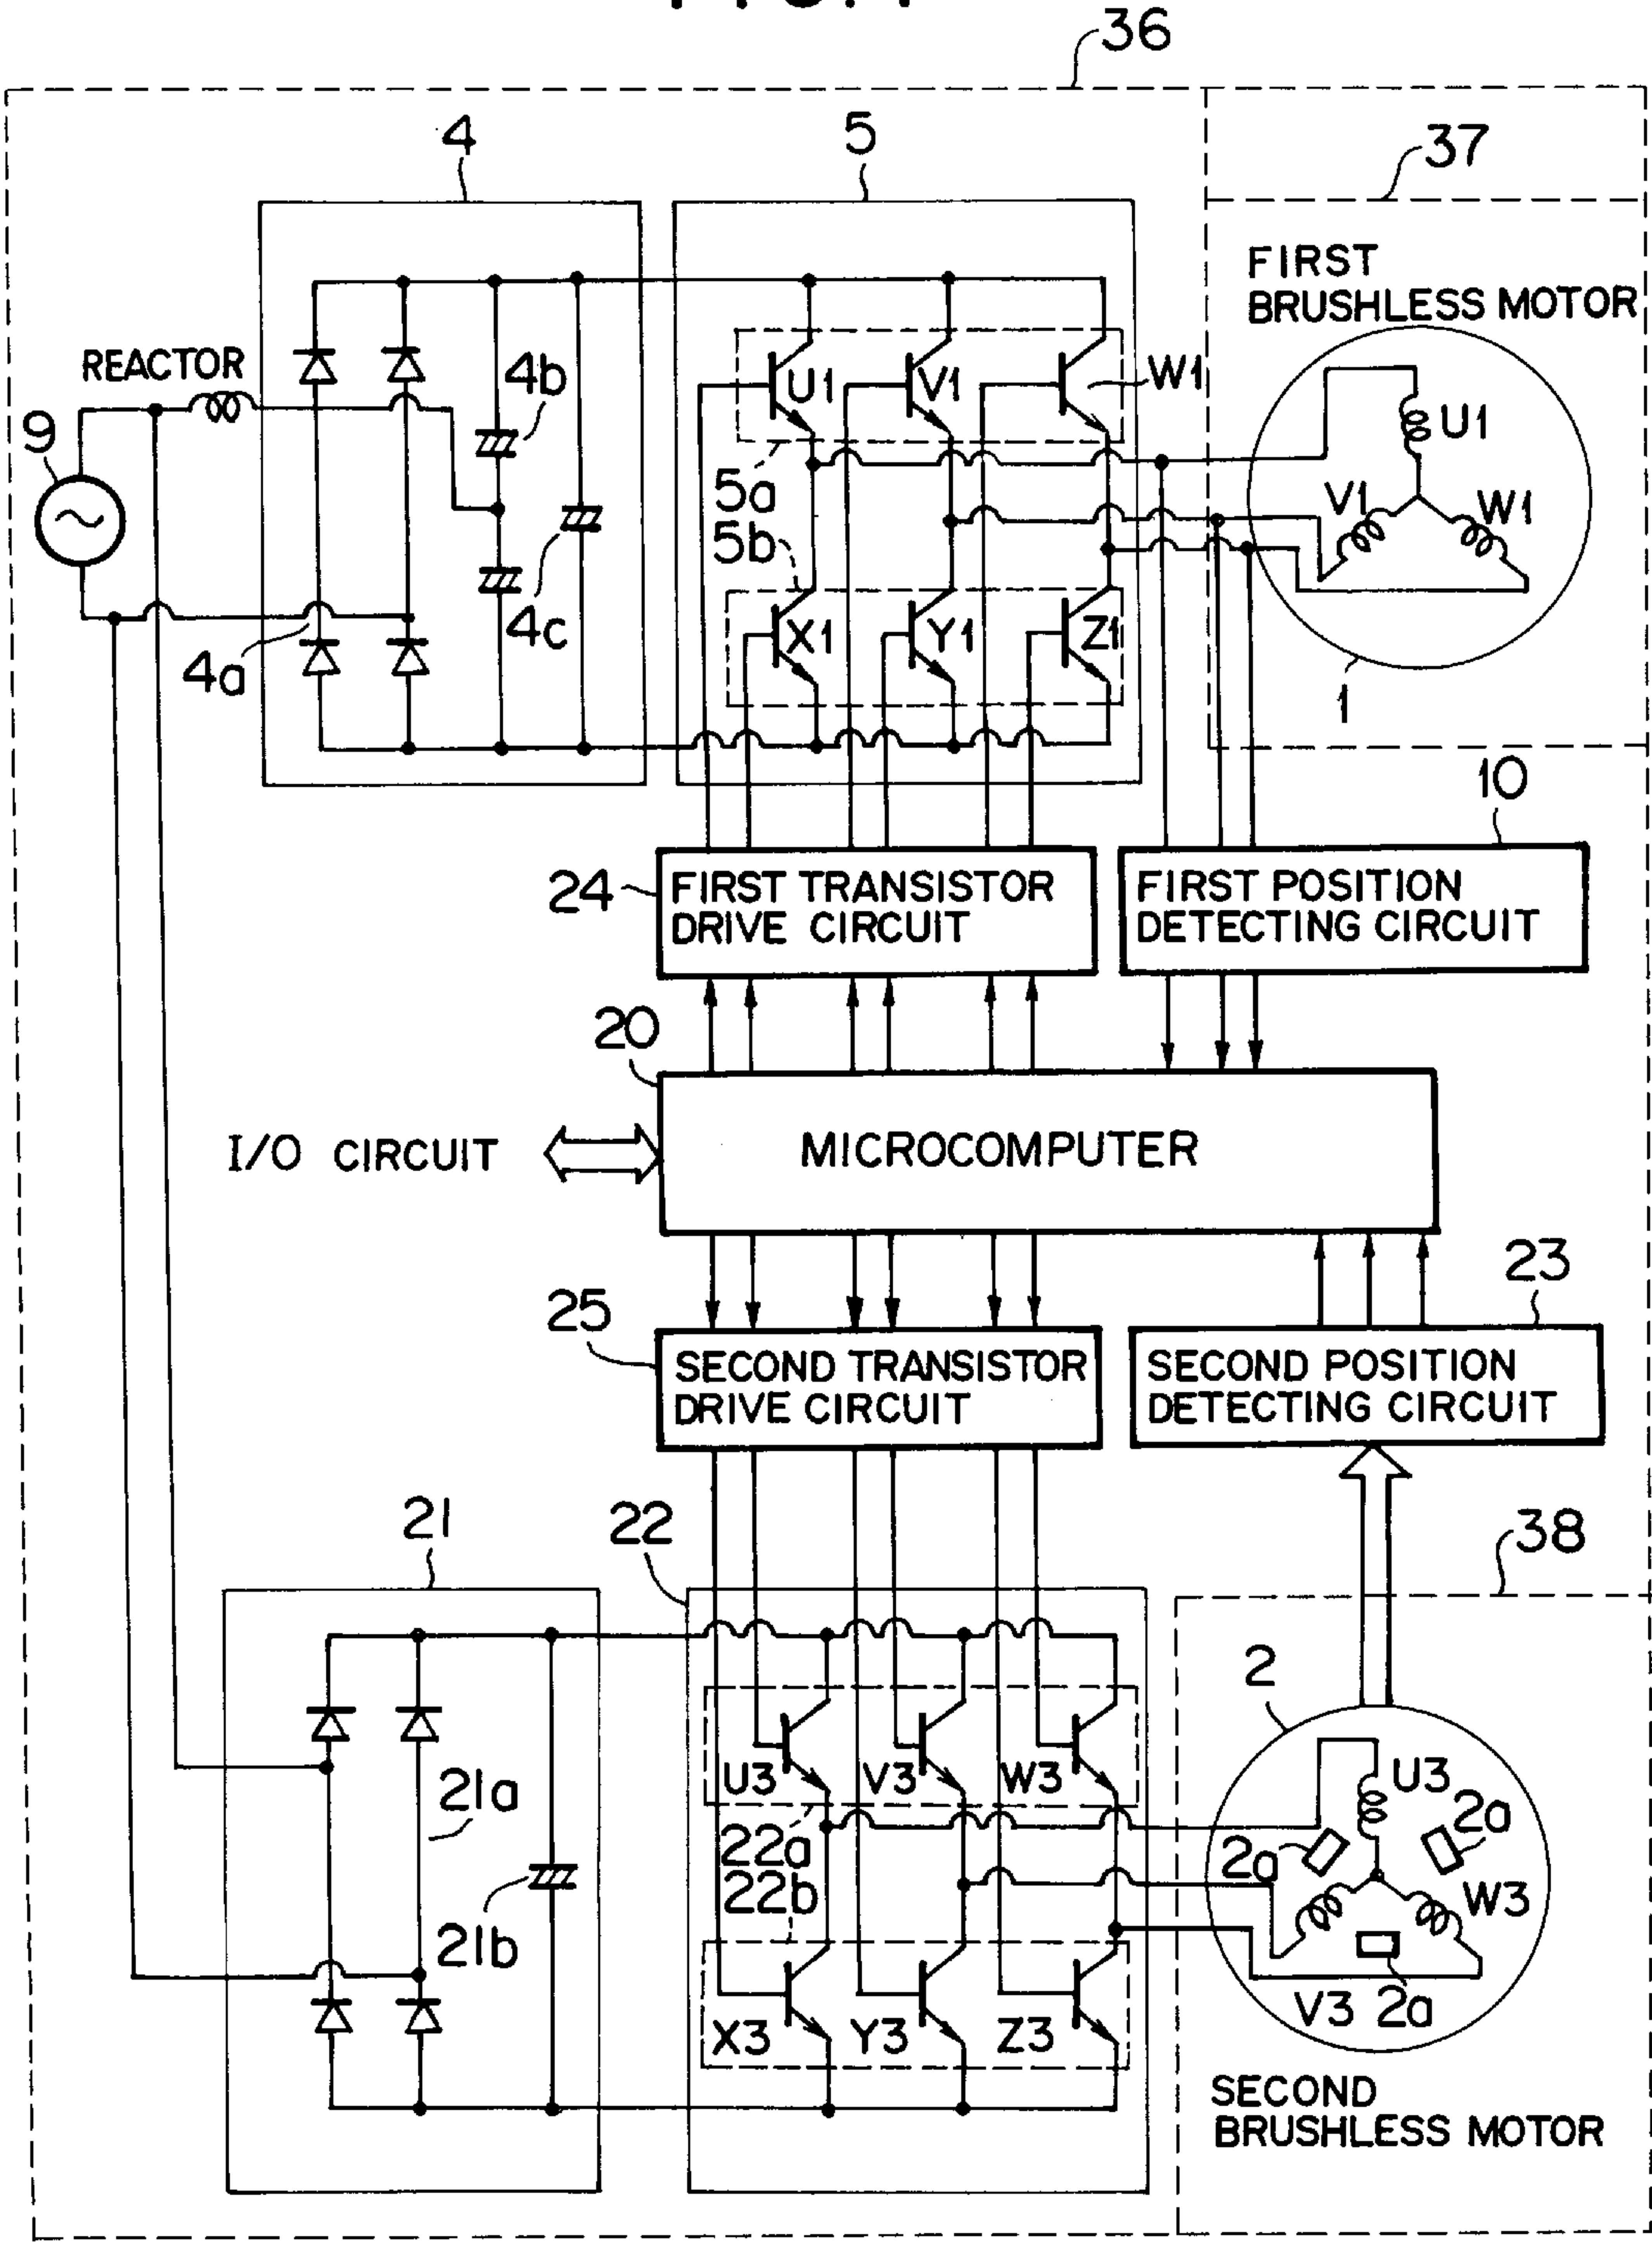 36
4
5
37
FIRST
BRUSHLESS MOTOR
REACTOR
4b
U1
V1
W1
9
U1
5a
V1
W1
5b
4c
X1
Y1
Z1
4a
1
10
24
FIRST TRANSISTOR
DRIVE CIRCUIT
FIRST POSITION
DETECTING CIRCUIT
20
I/O CIRCUIT
MICROCOMPUTER
23
25
SECOND TRANSISTOR
DRIVE CIRCUIT
SECOND POSITION
DETECTING CIRCUIT
21
22
38
2
U3
V3
W3
U3
21a
2a
22a
2a
22b
W3
21b
V3
2a
X3
Y3
Z3
SECOND
BRUSHLESS MOTOR